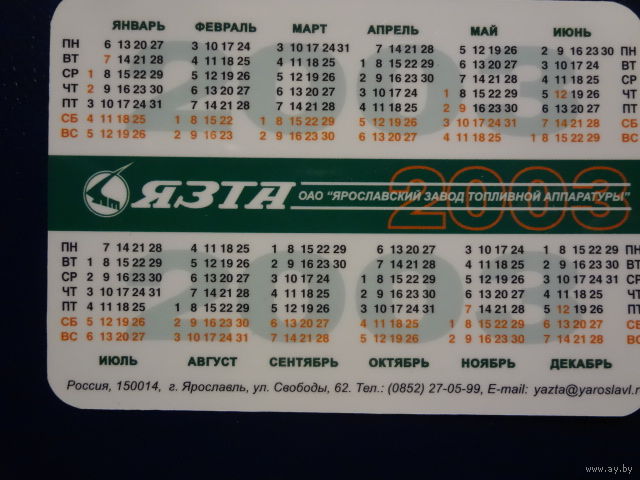 ЯНВАРЬ ФЕВРАЛЬ МАРТ АПРЕЛЬ МАЙ ИЮНЬ
ПН 6 13 20 27 3 10 17 24 3 10 17 24 31 7 14 21 28 5 12 19 26 2 9 16 23 30 ПН
ВТ 7 14 21 28 4 11 18 25 4 11 18 25 1 8 15 22 29 6 13 20 27 3 10 17 24 ВТ
СР 1 8 15 22 29 5 12 19 26 5 12 19 26 2 9 16 23 30 7 14 21 28 4 11 18 25 СР
ЧТ 2 9 16 23 30 6 13 20 27 6 13 20 27 3 10 17 24 1 8 15 22 29 5 12 19 26 ЧТ
ПТ 3 10 17 24 31 7 14 21 28 7 14 21 28 4 11 18 25 2 9 16 23 30 6 13 20 27 ПТ
СБ 4 11 18 25 1 8 15 22 1 8 15 22 29 5 12 19 26 3 10 17 24 31 7 14 21 28 СБ
ВС 5 12 19 26 2 9 16 23 2 9 16 23 30 6 13 20 27 4 11 18 25 1 8 15 22 29 ВС
2003
ЯЗТА ОАО "ЯРОСЛАВСКИЙ ЗАВОД ТОПЛИВНОЙ АППАРАТУРЫ"
2003
ПН 7 14 21 28 4 11 18 25 1 8 15 22 29 6 13 20 27 3 10 17 24 1 8 15 22 29 ПН
ВТ 1 8 15 22 29 5 12 19 26 2 9 16 23 30 7 14 21 28 4 11 18 25 2 9 16 23 30 ВТ
СР 2 9 16 23 30 6 13 20 27 3 10 17 24 1 8 15 22 29 5 12 19 26 3 10 17 24 31 СР
ЧТ 3 10 17 24 31 7 14 21 28 4 11 18 25 2 9 16 23 30 6 13 20 27 4 11 18 25 ЧТ
ПТ 4 11 18 25 1 8 15 22 29 5 12 19 26 3 10 17 24 31 7 14 21 28 5 12 19 26 ПТ
СБ 5 12 19 26 2 9 16 23 30 6 13 20 27 4 11 18 25 1 8 15 22 29 6 13 20 27 СБ
ВС 6 13 20 27 3 10 17 24 31 7 14 21 28 5 12 19 26 2 9 16 23 30 7 14 21 28 ВС
2003
ИЮЛЬ АВГУСТ СЕНТЯБРЬ ОКТЯБРЬ НОЯБРЬ ДЕКАБРЬ
Россия, 150014, г. Ярославль, ул. Свободы, 62. Тел.: (0852) 27-05-99, E-mail: yazta@yaroslavl.r
www.ay.by